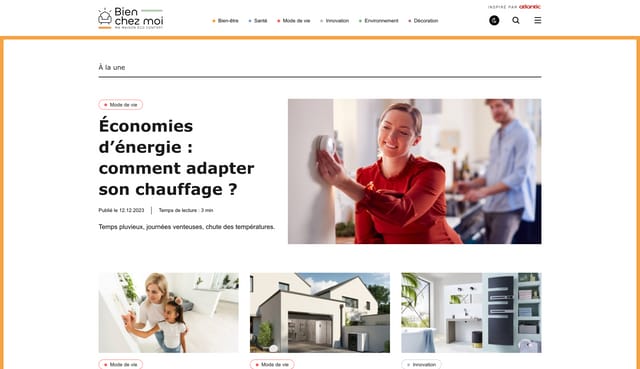 INSPIRÉ PAR atlantic
Bien
chez moi
MA MAISON ECO CONFORT
Bien-être
Santé
Mode de vie
Innovation
Environnement
Décoration
À la une
Mode de vie
Économies
d’énergie :
comment adapter
son chauffage ?
Publié le 12.12.2023
Temps de lecture : 3 min
Temps pluvieux, journées venteuses, chute des températures.
Mode de vie
Mode de vie
Innovation